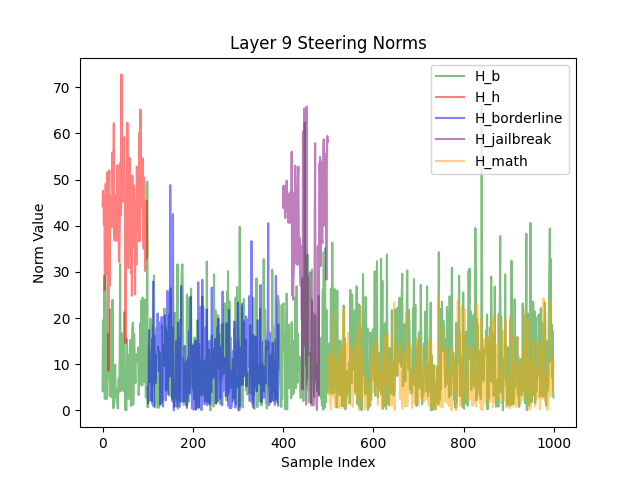 Layer 9 Steering Norms
H_b
H_h
H_borderline
H_jailbreak
H_math
Norm Value
70
60
50
40
30
20
10
0
0 200 400 600 800 1000
Sample Index